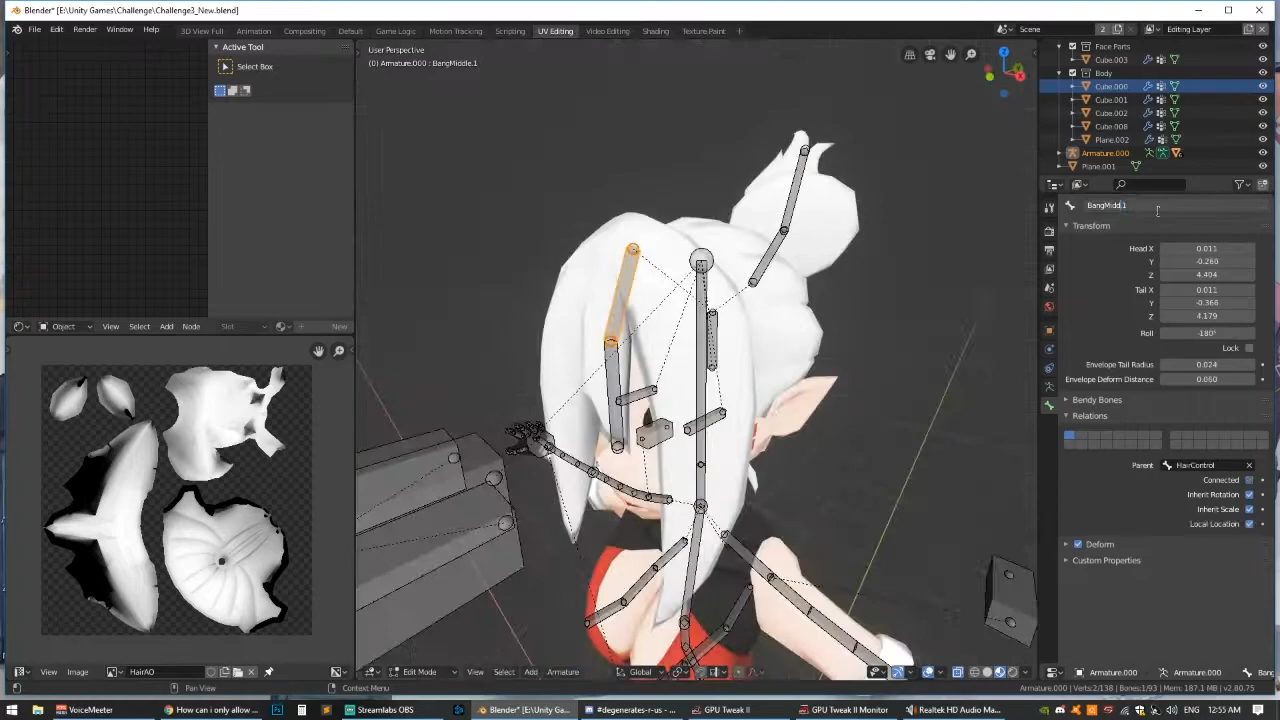 Blender* [E:\Unity Games\Challenge\Challenge3_New.blend]
File Edit Render Window Help
3D View Full Animation Compositing Default Game Logic Motion Tracking Scripting UV Editing Video Editing Shading Texture Paint +
Scene 2 Editing Layer
Active Tool
Select Box
User Perspective
(0) Armature.000 : BangMiddle.1
Face Parts
Cube.003
Body
Cube.000
Cube.001
Cube.002
Cube.008
Plane.002
Armature.000
Plane.001
BangMidd.1
Transform
Head X 0.011
Y -0.260
Z 4.404
Tail X 0.011
Y -0.366
Z 4.179
Roll -180°
Lock
Envelope Tail Radius 0.024
Envelope Deform Distance 0.060
Bendy Bones
Relations
Parent HairControl
Connected
Inherit Rotation
Inherit Scale
Local Location
Deform
Custom Properties
Object View Select Add Node Slot New
View Image HairAO
Edit Mode View Select Add Armature Global
Armature.000 Armature.000 Bang
Select Pan View Context Menu
Armature.000 | Verts:2/138 | Bones:1/93 | Mem: 187.1 MB | v2.80.75
VoiceMeeter How can i only allow ... Streamlabs OBS Blender* [E:\Unity Ga... #degenerates-r-us - ... GPU Tweak II GPU Tweak II Monitor Realtek HD Audio Ma... 12:55 AM